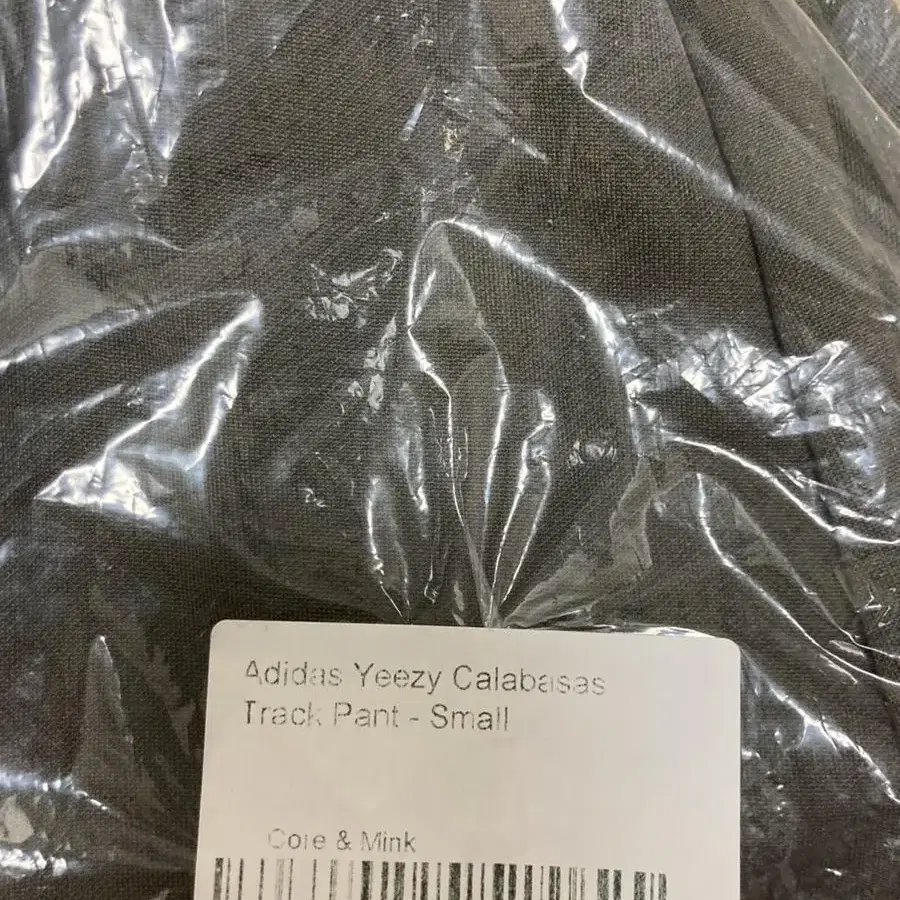 Adidas Yeezy Calabasas
Track Pant - Small
Core & Mink